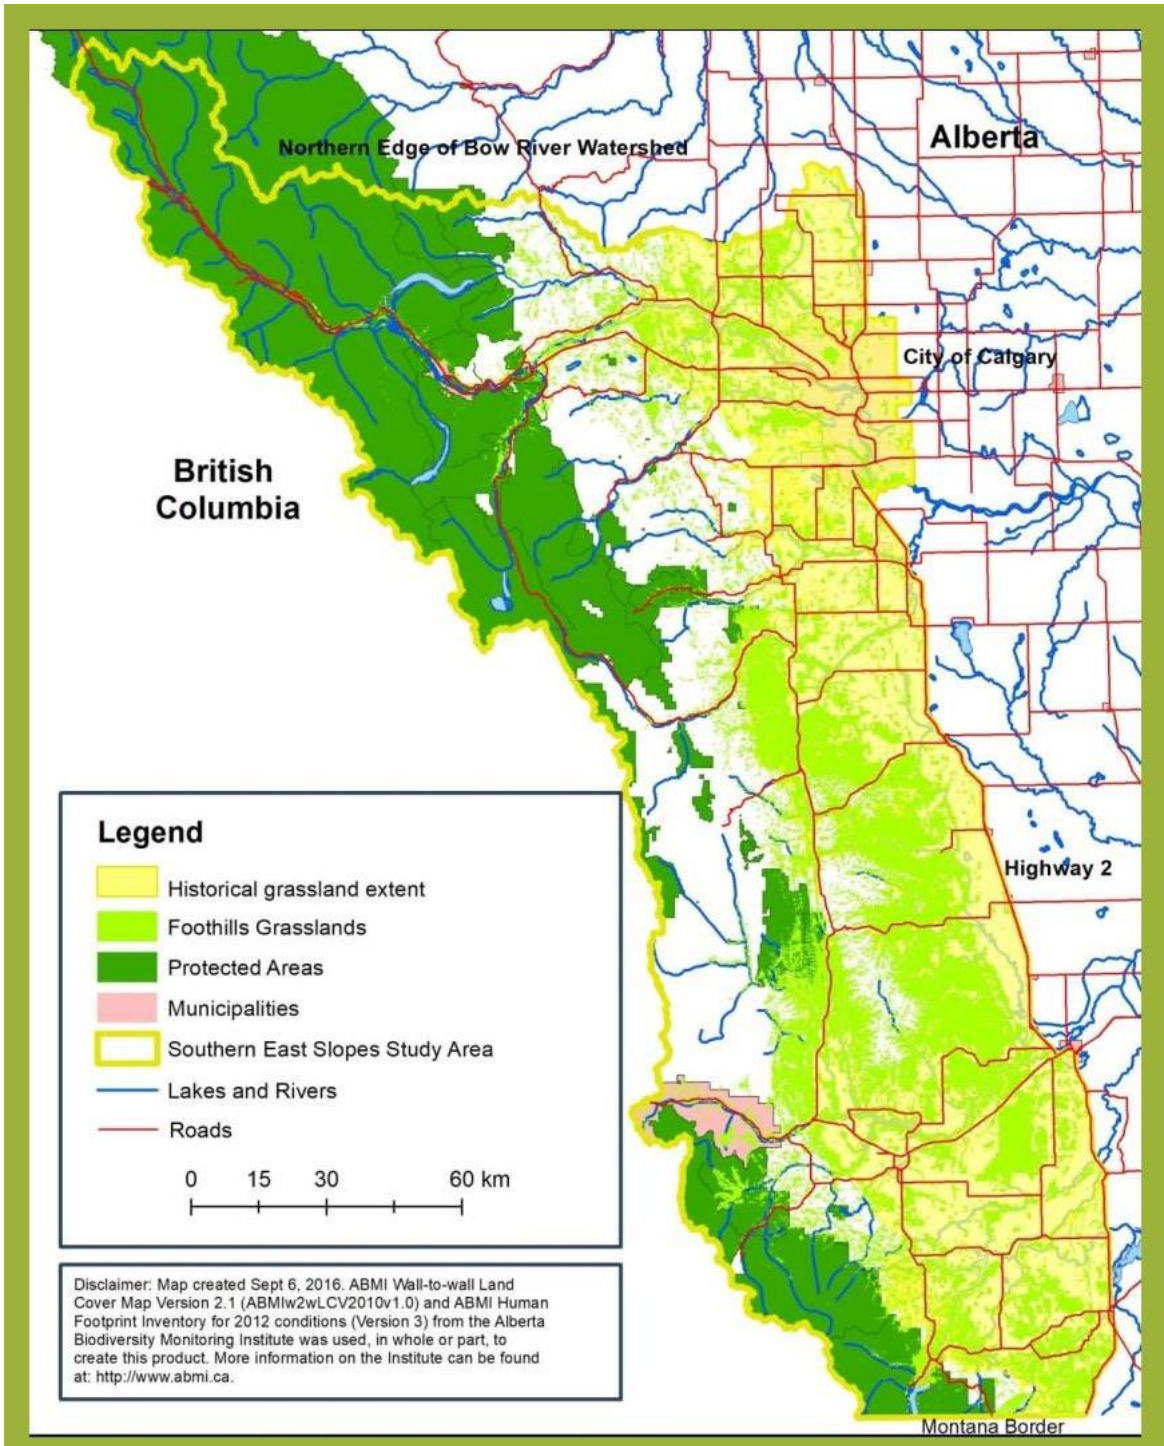 Northern Edge of Bow River Watershed
Alberta
City of Calgary
British
Columbia
Highway 2
Legend
Historical grassland extent
Foothills Grasslands
Protected Areas
Municipalities
Southern East Slopes Study Area
Lakes and Rivers
Roads
0 15 30 60 km
Disclaimer: Map created Sept 6, 2016. ABMI Wall-to-wall Land
Cover Map Version 2.1 (ABMIw2wLCV2010v1.0) and ABMI Human
Footprint Inventory for 2012 conditions (Version 3) from the Alberta
Biodiversity Monitoring Institute was used, in whole or part, to
create this product. More information on the Institute can be found
at: http://www.abmi.ca.
Montana Border